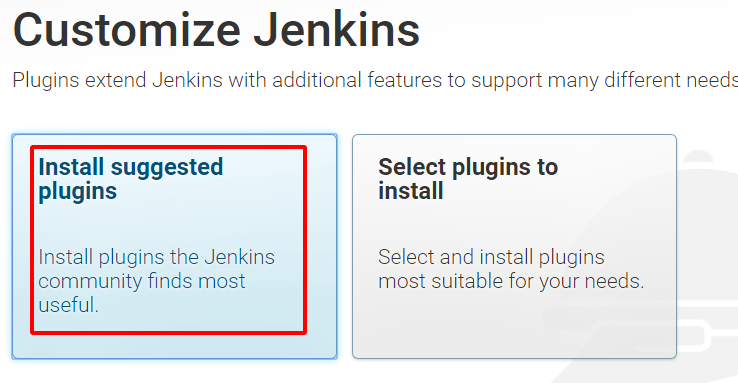 Customize Jenkins
Plugins extend Jenkins with additional features to support many different needs
Install suggested
plugins
Install plugins the Jenkins
community finds most
useful.
Select plugins to
install
Select and install plugins
most suitable for your needs.